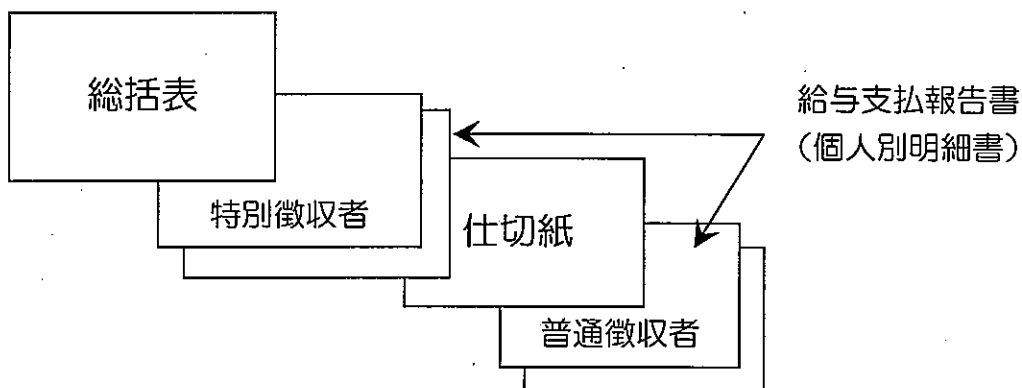 総括表
給与支払報告書
(個人別明細書)
特別徴収者
仕切紙
普通徴収者